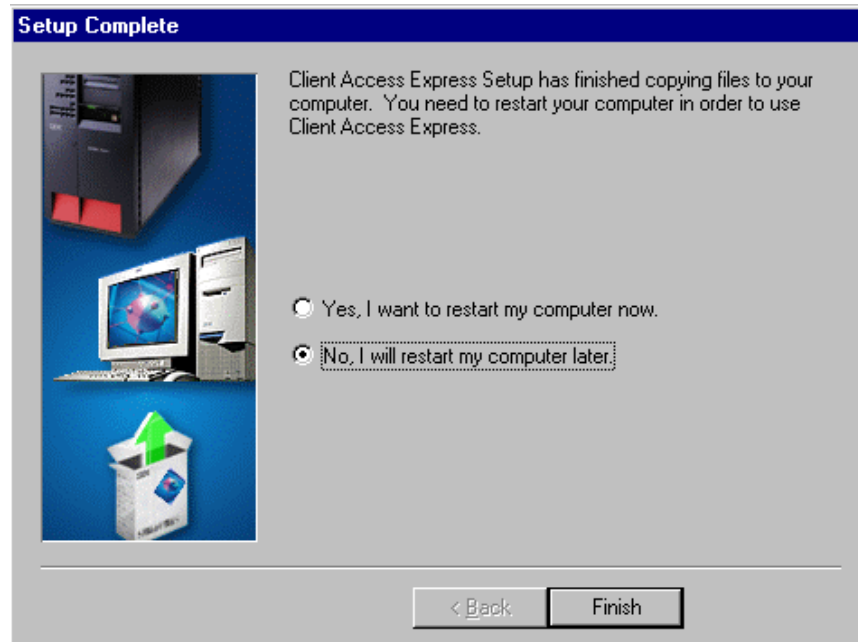 Setup Complete
Client Access Express Setup has finished copying files to your
computer.  You need to restart your computer in order to use
Client Access Express.
Yes, I want to restart my computer now.
No, I will restart my computer later.
< Back
Finish